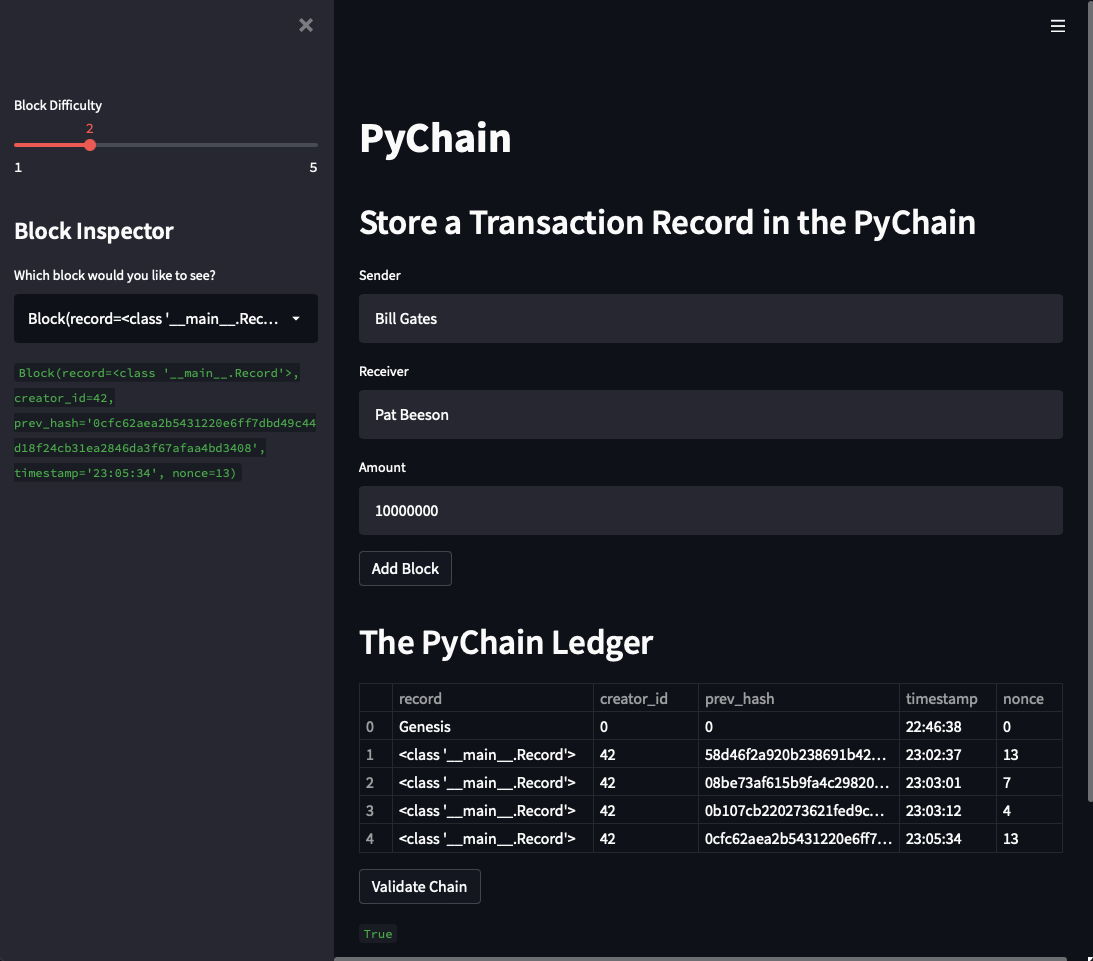 Block Difficulty
2
1 5
Block Inspector
Which block would you like to see?
Block(record=<class '__main__.Rec...
Block(record=<class '__main__.Record'>,
creator_id=42,
prev_hash='0cfc62aea2b5431220e6ff7dbd49c44
d18f24cb31ea2846da3f67afaa4bd3408',
timestamp='23:05:34', nonce=13)
PyChain
Store a Transaction Record in the PyChain
Sender
Bill Gates
Receiver
Pat Beeson
Amount
10000000
Add Block
The PyChain Ledger
record creator_id prev_hash timestamp nonce
0 Genesis 0 0 22:46:38 0
1 <class '__main__.Record'> 42 58d46f2a920b238691b42... 23:02:37 13
2 <class '__main__.Record'> 42 08be73af615b9fa4c29820... 23:03:01 7
3 <class '__main__.Record'> 42 0b107cb220273621fed9c... 23:03:12 4
4 <class '__main__.Record'> 42 0cfc62aea2b5431220e6ff7... 23:05:34 13
Validate Chain
True